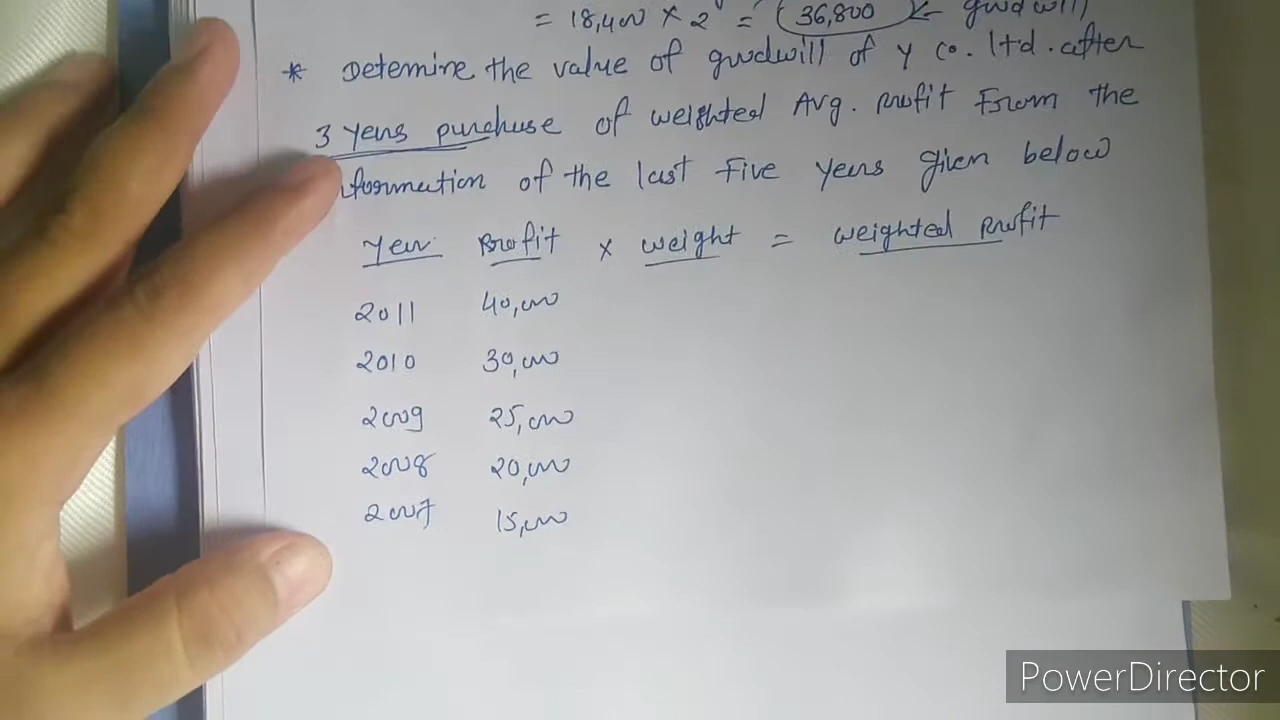 = 18,400 × 2 = 36,800 ← goodwill
* Detemine the value of goodwill of y co. ltd. after
3 years purchase of weighted Avg. profit From the
information of the last Five years given below
Year Profit × weight = weighted profit
2011 40,000
2010 30,000
2009 25,000
2008 20,000
2007 15,000
PowerDirector